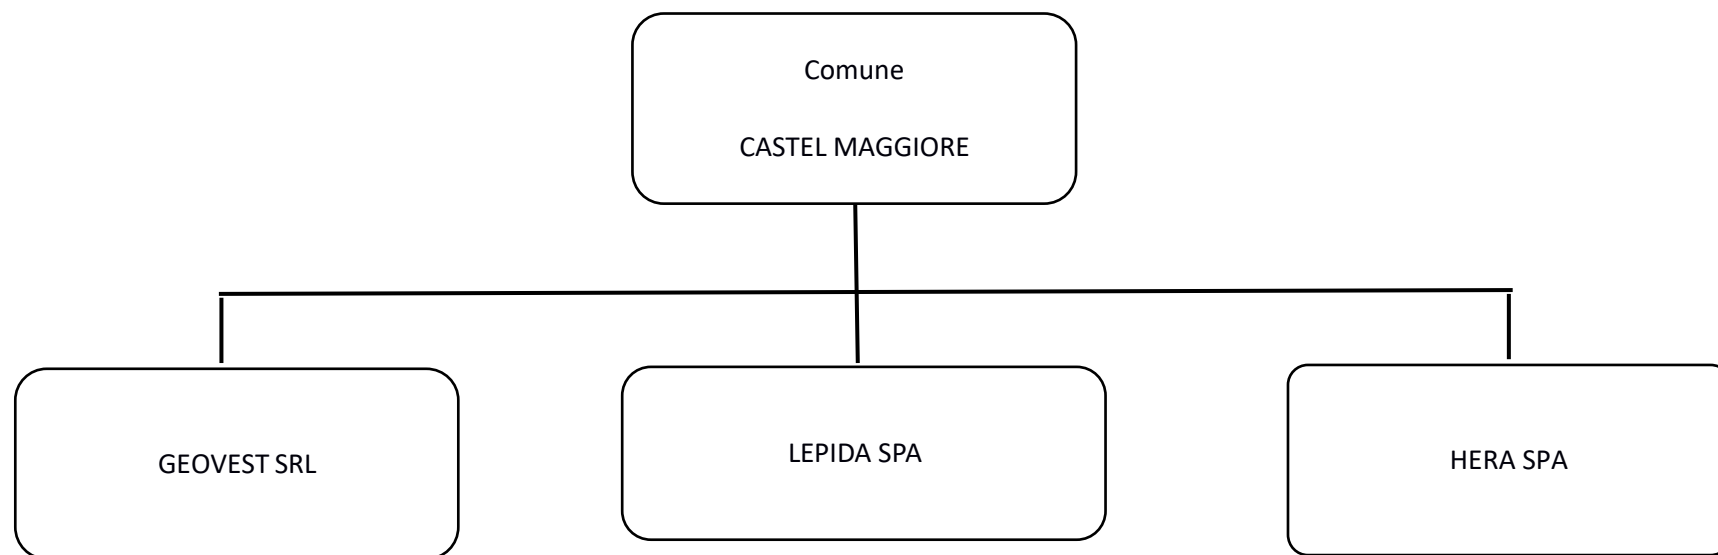 Comune
CASTEL MAGGIORE
GEOVEST SRL
LEPIDA SPA
HERA SPA